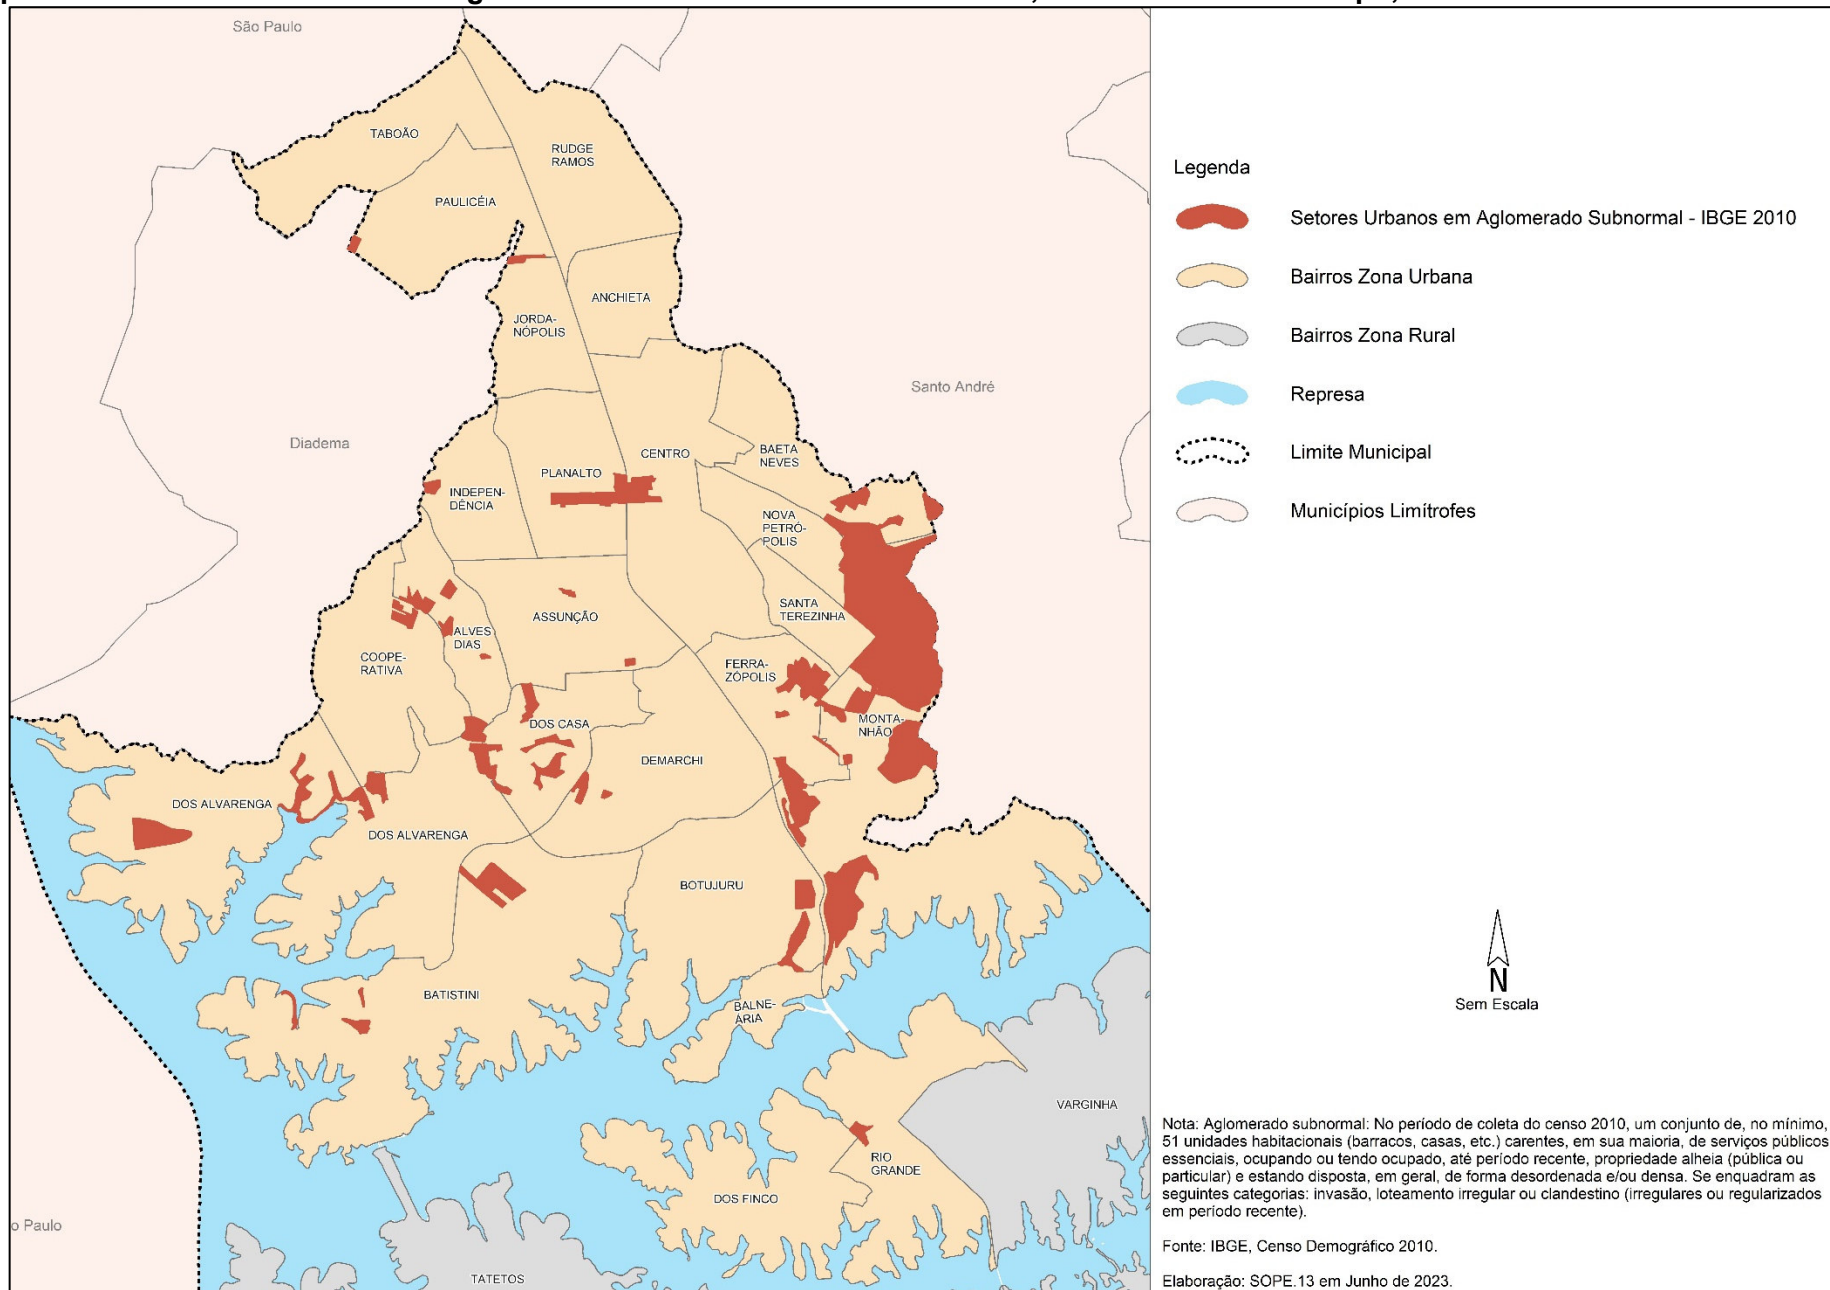 São Paulo
TABOÃO
RUDGE
RAMOS
PAULICÉIA
ANCHIETA
JORDA-
NÓPOLIS
Santo André
Diadema
CENTRO
BAETA
NEVES
PLANALTO
INDEPEN-
DÊNCIA
NOVA
PETRÓ-
POLIS
SANTA
TEREZINHA
ASSUNÇÃO
ALVES
DIAS
COOPE-
RATIVA
FERRA-
ZÓPOLIS
MONTA-
NHÃO
DOS CASA
DEMARCHI
DOS ALVARENGA
DOS ALVARENGA
BOTUJURU
BATISTINI
BALNE-
ÁRIA
VARGINHA
RIO
GRANDE
DOS FINCO
o Paulo
TATETOS
Legenda
Setores Urbanos em Aglomerado Subnormal - IBGE 2010
Bairros Zona Urbana
Bairros Zona Rural
Represa
Limite Municipal
Municípios Limítrofes
N
Sem Escala
Nota: Aglomerado subnormal: No período de coleta do censo 2010, um conjunto de, no mínimo,
51 unidades habitacionais (barracos, casas, etc.) carentes, em sua maioria, de serviços públicos
essenciais, ocupando ou tendo ocupado, até período recente, propriedade alheia (pública ou
particular) e estando disposta, em geral, de forma desordenada e/ou densa. Se enquadram as
seguintes categorias: invasão, loteamento irregular ou clandestino (irregulares ou regularizados
em período recente).
Fonte: IBGE, Censo Demográfico 2010.
Elaboração: SOPE.13 em Junho de 2023.